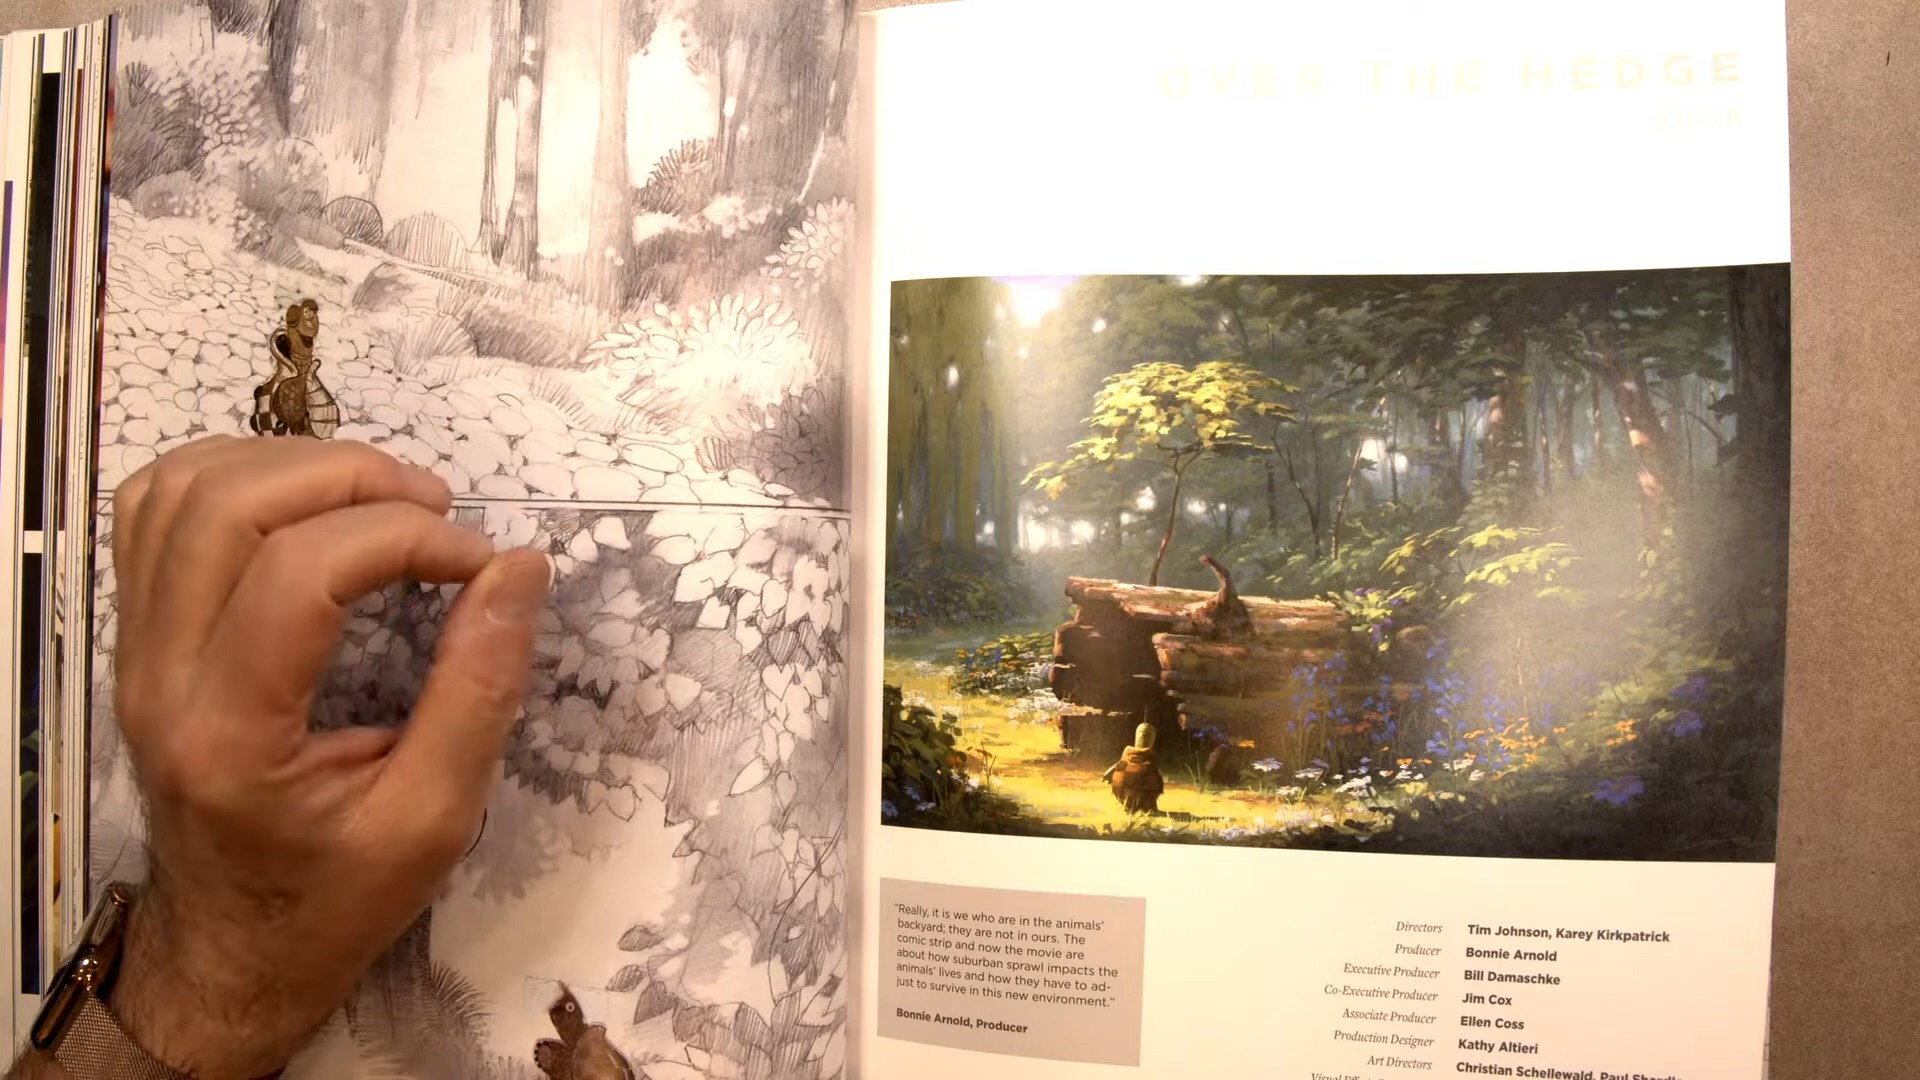 OVER THE HEDGE
2006
"Really, it is we who are in the animals'
backyard; they are not in ours. The
comic strip and now the movie are
about how suburban sprawl impacts the
animals' lives and how they have to ad-
just to survive in this new environment."
Bonnie Arnold, Producer
Directors Tim Johnson, Karey Kirkpatrick
Producer Bonnie Arnold
Executive Producer Bill Damaschke
Co-Executive Producer Jim Cox
Associate Producer Ellen Coss
Production Designer Kathy Altieri
Art Directors Christian Schellewald, Paul